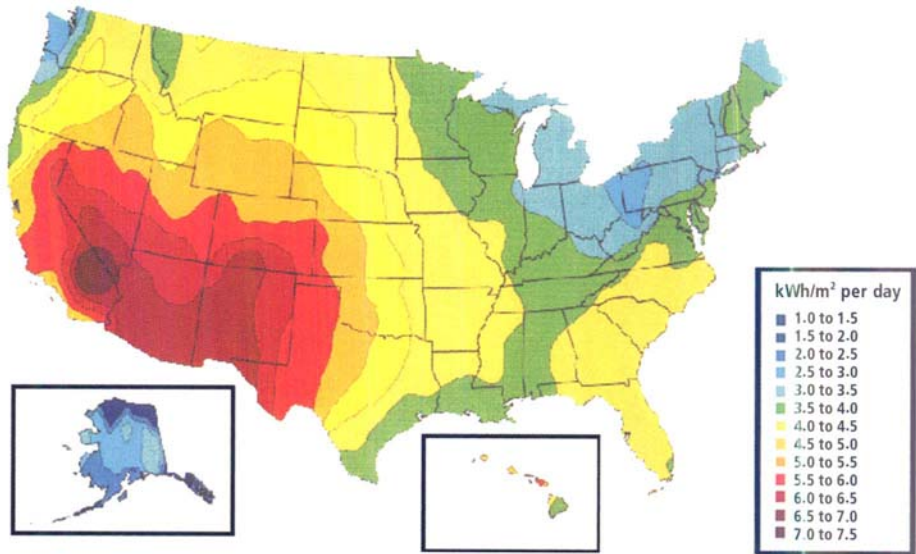 kWh/m² per day
1.0 to 1.5
1.5 to 2.0
2.0 to 2.5
2.5 to 3.0
3.0 to 3.5
3.5 to 4.0
4.0 to 4.5
4.5 to 5.0
5.0 to 5.5
5.5 to 6.0
6.0 to 6.5
6.5 to 7.0
7.0 to 7.5